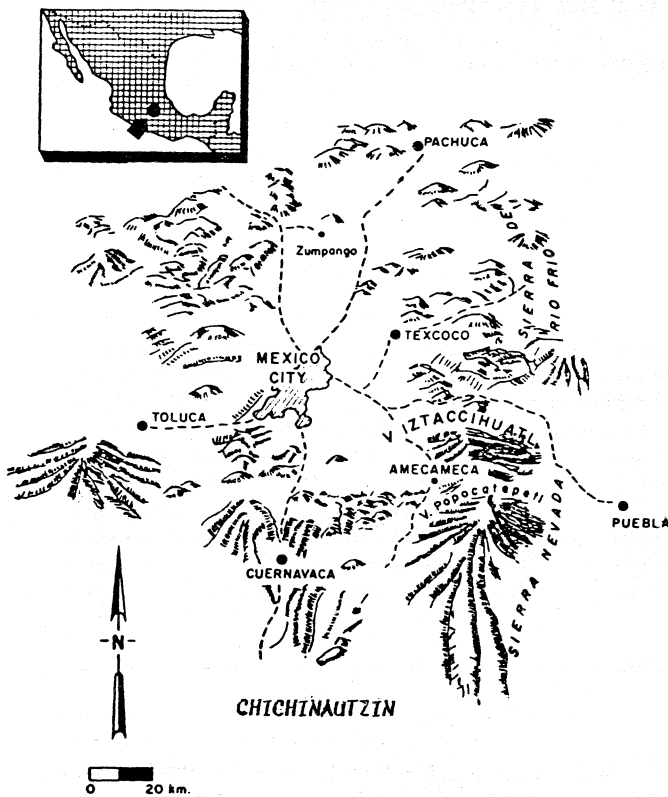 PACHUCA
Zumpango
SIERRA DE
RIO FRIO
TEXCOCO
MEXICO
CITY
TOLUCA
V. IZTACCIHUATL
AMECAMECA
V. Popocatepetl
PUEBLA
SIERRA NEVADA
CUERNAVACA
-N-
CHICHINAUTZIN
0 20 km.